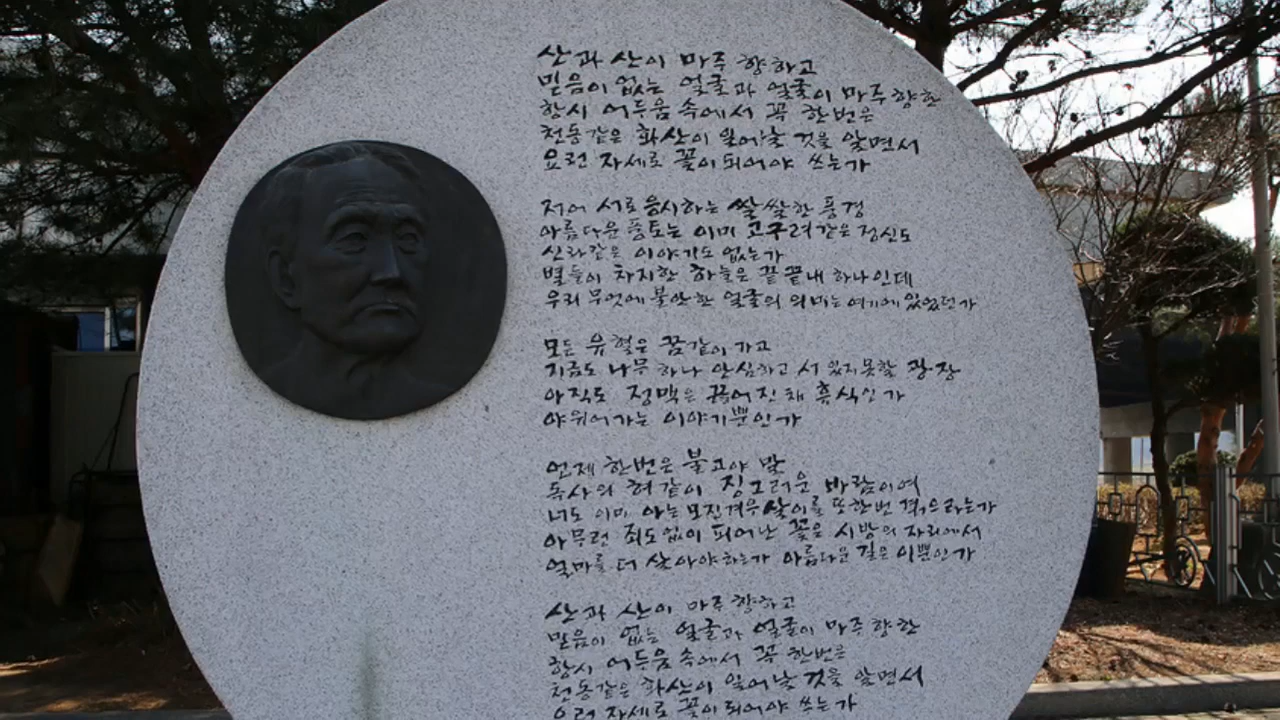 산과 산이 마주 향하고
믿음이 없는 얼굴과 얼굴이 마주 향한
항시 어두움 속에서 꼭 한번은
천동같은 화산이 일어날 것을 알면서
요런 자세로 꽃이 되어야 쓰는가
저어 서로 응시하는 쌀쌀한 풍경
아름다운 풍토는 이미 고구려같은 정신도
신라같은 이야기도 없는가
별들이 차지한 하늘은 끝끝내 하나인데
우리 무엇에 불안한 얼굴의 의미는 여기에 있었던가
모든 유혈은 꿈같이 가고
지금도 나무 하나 안심하고 서 있지 못할 광장
아직도 정맥은 끊어진 채 휴식인가
야위어가는 이야기뿐인가
언제 한번은 불고야 말
독사의 혀같이 징그러운 바람이여
너도 이미 아는 모진 겨우살이를 또한번 겪으라는가
아무런 죄도 없이 피어난 꽃은 시방의 자리에서
얼마를 더 살아야 하는가 아름다운 길은 이뿐인가
산과 산이 마주 향하고
믿음이 없는 얼굴과 얼굴이 마주 향한
항시 어두움 속에서 꼭 한번은
천동같은 화산이 일어날 것을 알면서
요런 자세로 꽃이 되어야 쓰는가